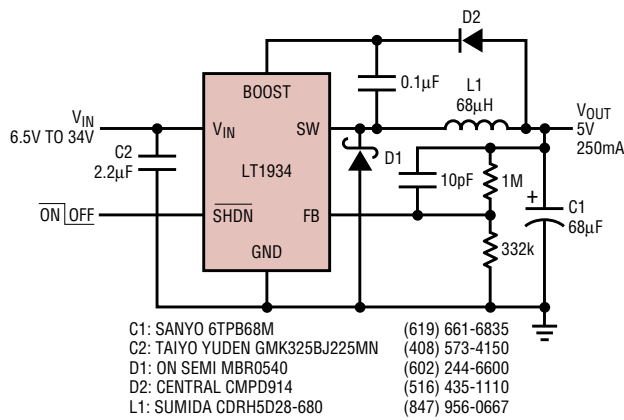 D2
0.1µF
L1
68µH
BOOST
VIN
6.5V TO 34V
VIN
SW
VOUT
5V
250mA
C2
2.2µF
LT1934
D1
10pF
1M
+
C1
68µF
ON OFF
SHDN
FB
332k
GND
C1: SANYO 6TPB68M (619) 661-6835
C2: TAIYO YUDEN GMK325BJ225MN (408) 573-4150
D1: ON SEMI MBR0540 (602) 244-6600
D2: CENTRAL CMPD914 (516) 435-1110
L1: SUMIDA CDRH5D28-680 (847) 956-0667